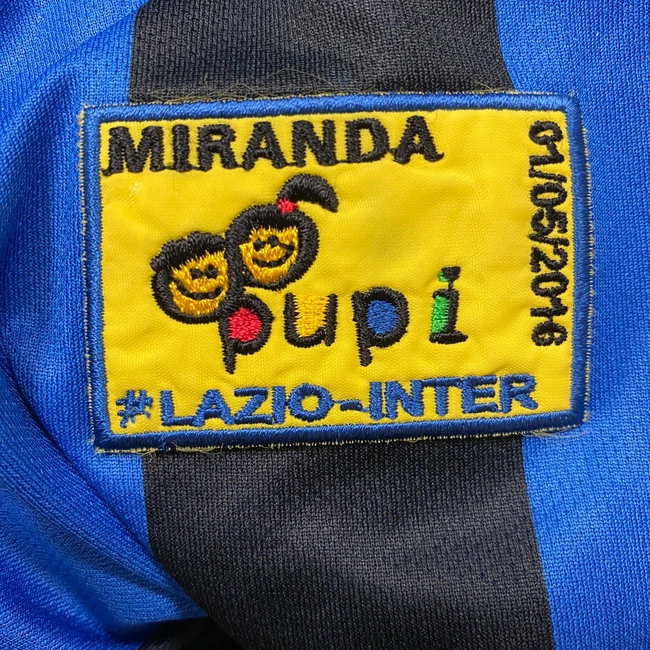 MIRANDA
01/05/2016
pupi
#LAZIO-INTER